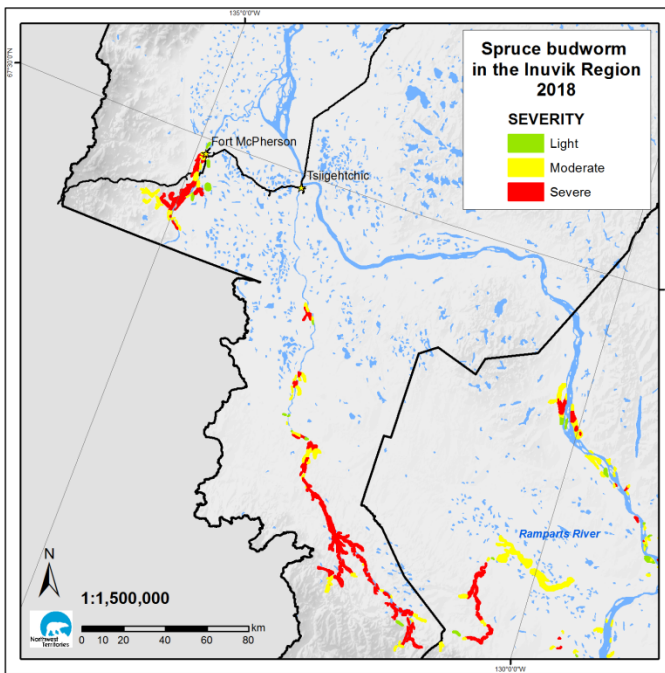 135°0'0"W
67°30'0"N
Spruce budworm
in the Inuvik Region
2018
SEVERITY
Light
Moderate
Severe
Fort McPherson
Tsiigehtchic
Ramparts River
N
1:1,500,000
km
0 10 20 40 60 80
Northwest
Territories
130°0'0"W